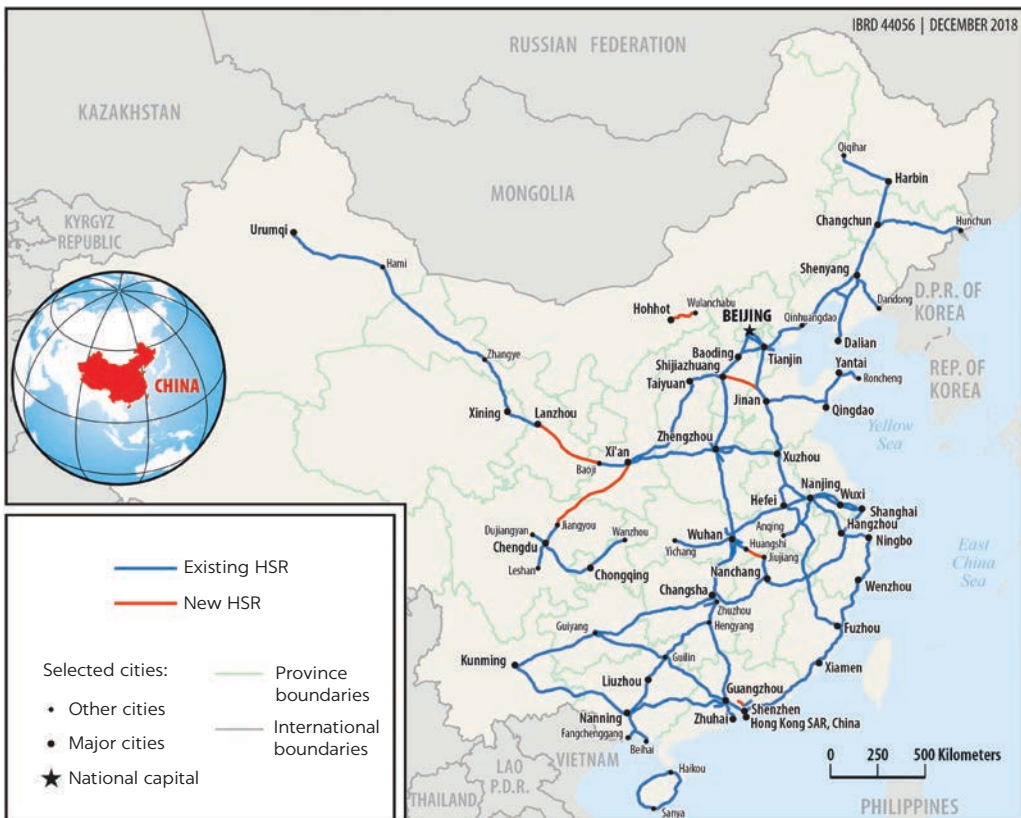 IBRD 44056 | DECEMBER 2018
RUSSIAN FEDERATION
KAZAKHSTAN
MONGOLIA
KYRGYZ
REPUBLIC
Qiqihar
Harbin
Changchun
Hunchun
Urumqi
Hami
Shenyang
D.P.R. OF
KOREA
Dandong
Wulanchabu
Hohhot
BEIJING
Qinhuangdao
Dalian
Baoding
Tianjin
Yantai
REP. OF
KOREA
Shijiazhuang
Taiyuan
Roncheng
Zhangye
Jinan
Qingdao
Yellow
Sea
CHINA
Xining
Lanzhou
Zhengzhou
Xi'an
Baoji
Xuzhou
Nanjing
Wuxi
Hefei
Shanghai
Jiangyou
Dujiangyan
Wanzhou
Chengdu
Leshan
Chongqing
Wuhan
Yichang
Anqing
Huangshi
Hangzhou
Ningbo
Jiujiang
Nanchang
East
China
Sea
Changsha
Wenzhou
Zhuzhou
Hengyang
Guiyang
Fuzhou
Kunming
Guilin
Xiamen
Liuzhou
Guangzhou
Shenzhen
Nanning
Zhuhai
Hong Kong SAR, China
Fangchenggang
Beihai
VIETNAM
Haikou
LAO
P.D.R.
Sanya
THAILAND
PHILIPPINES
0 250 500 Kilometers
Existing HSR
New HSR
Selected cities:
Other cities
Major cities
National capital
Province
boundaries
International
boundaries